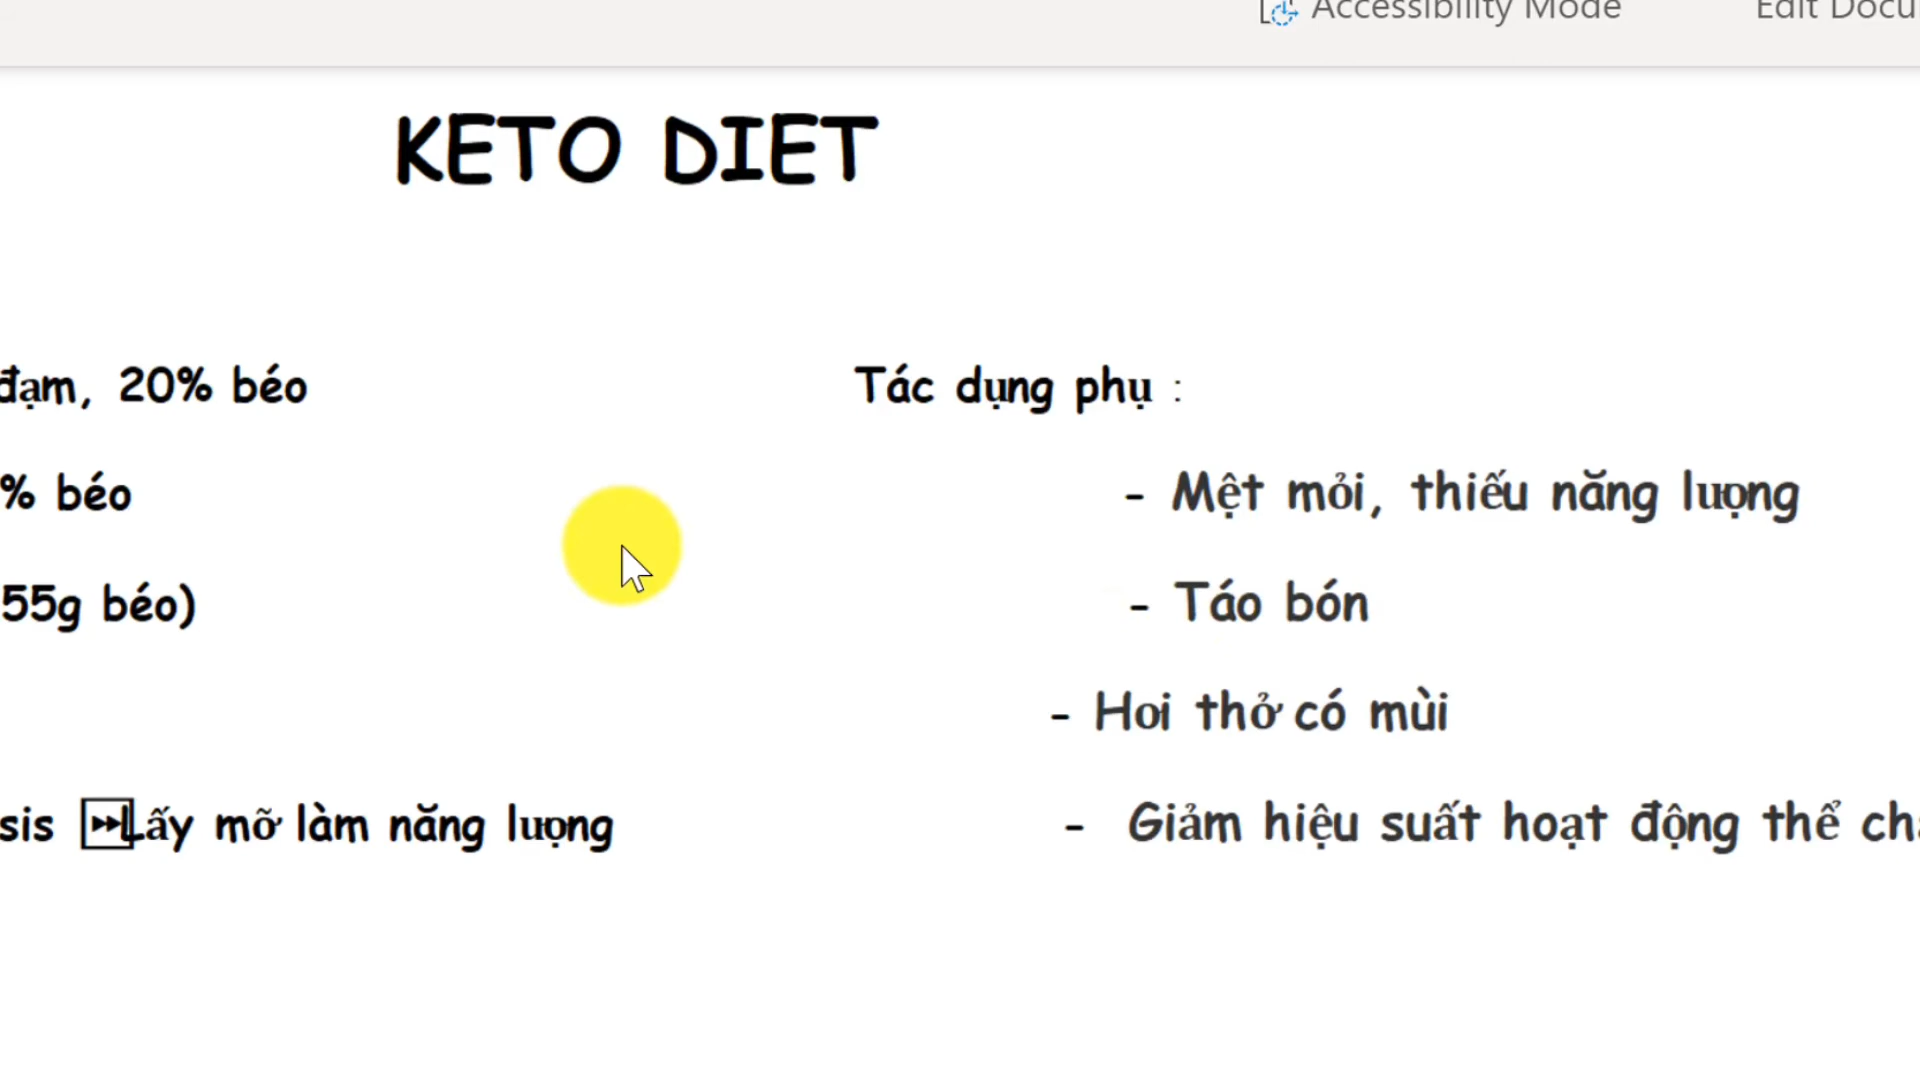 Accessibility Mode
Edit Docu
KETO DIET
đạm, 20% béo
% béo
55g béo)
sis ⏭Lấy mỡ làm năng lượng
Tác dụng phụ :
- Mệt mỏi, thiếu năng lượng
- Táo bón
- Hơi thở có mùi
- Giảm hiệu suất hoạt động thể ch